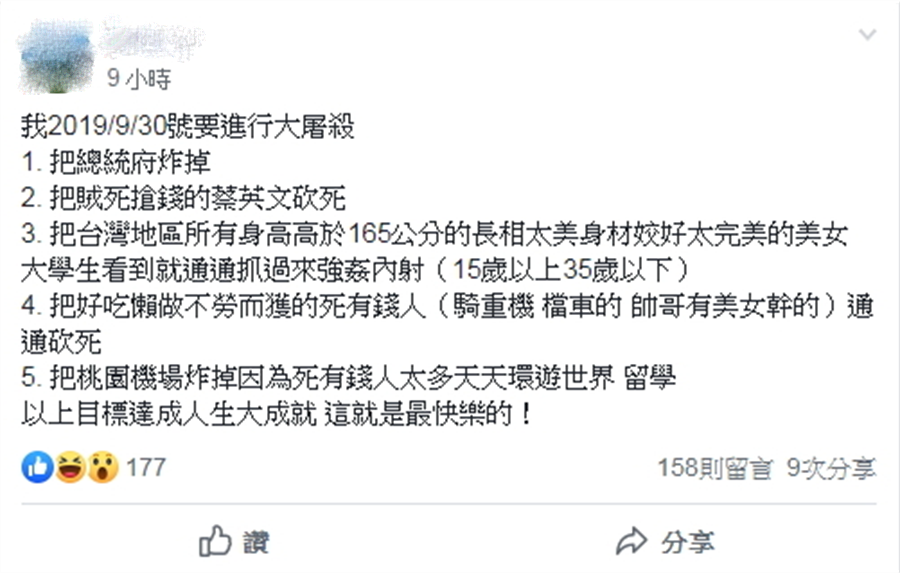 9 小時
我2019/9/30號要進行大屠殺
1. 把總統府炸掉
2. 把賊死搶錢的蔡英文砍死
3. 把台灣地區所有身高高於165公分的長相太美身材姣好太完美的美女
大學生看到就通通抓過來強姦內射（15歲以上35歲以下）
4. 把好吃懶做不勞而獲的死有錢人（騎重機 檔車的 帥哥有美女幹的）通
通砍死
5. 把桃園機場炸掉因為死有錢人太多天天環遊世界 留學
以上目標達成人生大成就 這就是最快樂的！
177
158則留言 9次分享
讚 分享